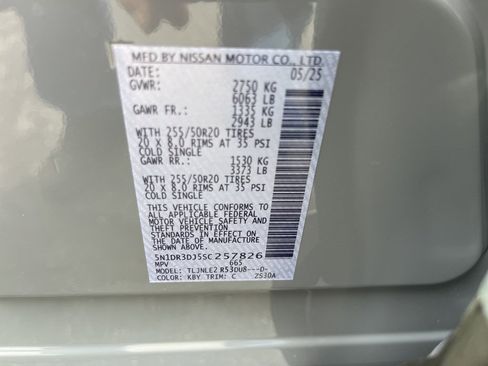 MFD BY NISSAN MOTOR CO., LTD.
DATE: 05/25
GVWR: 2750 KG
6063 LB
GAWR FR.: 1335 KG
2943 LB
WITH 255/50R20 TIRES
20 X 8.0 RIMS AT 35 PSI
COLD SINGLE
GAWR RR.: 1530 KG
3373 LB
WITH 255/50R20 TIRES
20 X 8.0 RIMS AT 35 PSI
COLD SINGLE
THIS VEHICLE CONFORMS TO
ALL APPLICABLE FEDERAL
MOTOR VEHICLE SAFETY
AND THEFT PREVENTION
STANDARDS IN EFFECT ON THE
DATE OF MANUFACTURE
SHOWN ABOVE.
5N1DR3DJ5SC257826
MPV 665
MODEL: TLJNLE2 R53DU8---D-
COLOR: KBY TRIM: C ZS30A